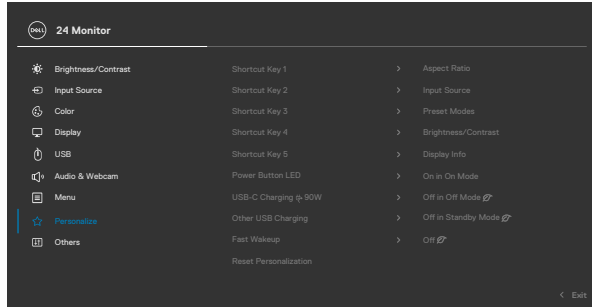 DELL 24 Monitor
Brightness/Contrast Shortcut Key 1 > Aspect Ratio
Input Source Shortcut Key 2 > Input Source
Color Shortcut Key 3 > Preset Modes
Display Shortcut Key 4 > Brightness/Contrast
USB Shortcut Key 5 > Display Info
Audio & Webcam Power Button LED > On in On Mode
Menu USB-C Charging 90W > Off in Off Mode
Personalize Other USB Charging > Off in Standby Mode
Others Fast Wakeup > Off
Reset Personalization
< Exit